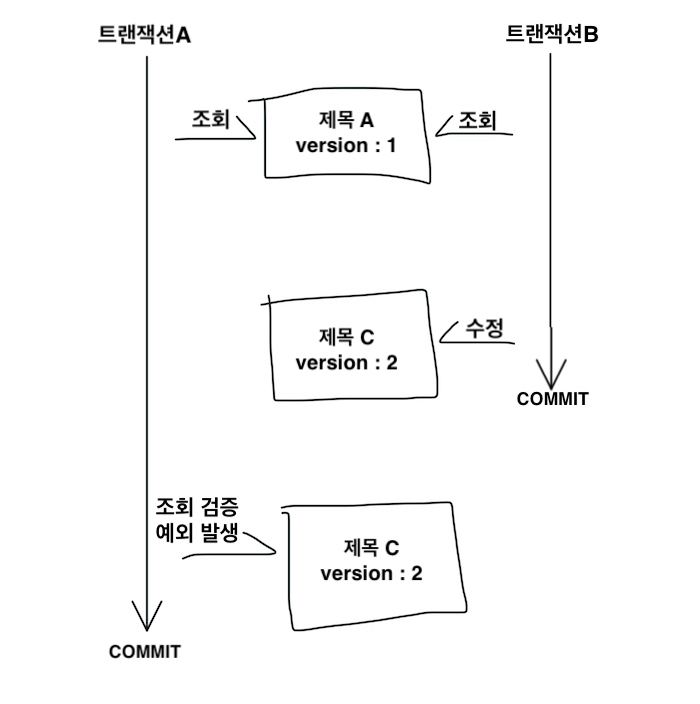 트랜잭션A
트랜잭션B
조회
제목 A
version : 1
조회
제목 C
version : 2
수정
COMMIT
조회 검증
예외 발생
제목 C
version : 2
COMMIT